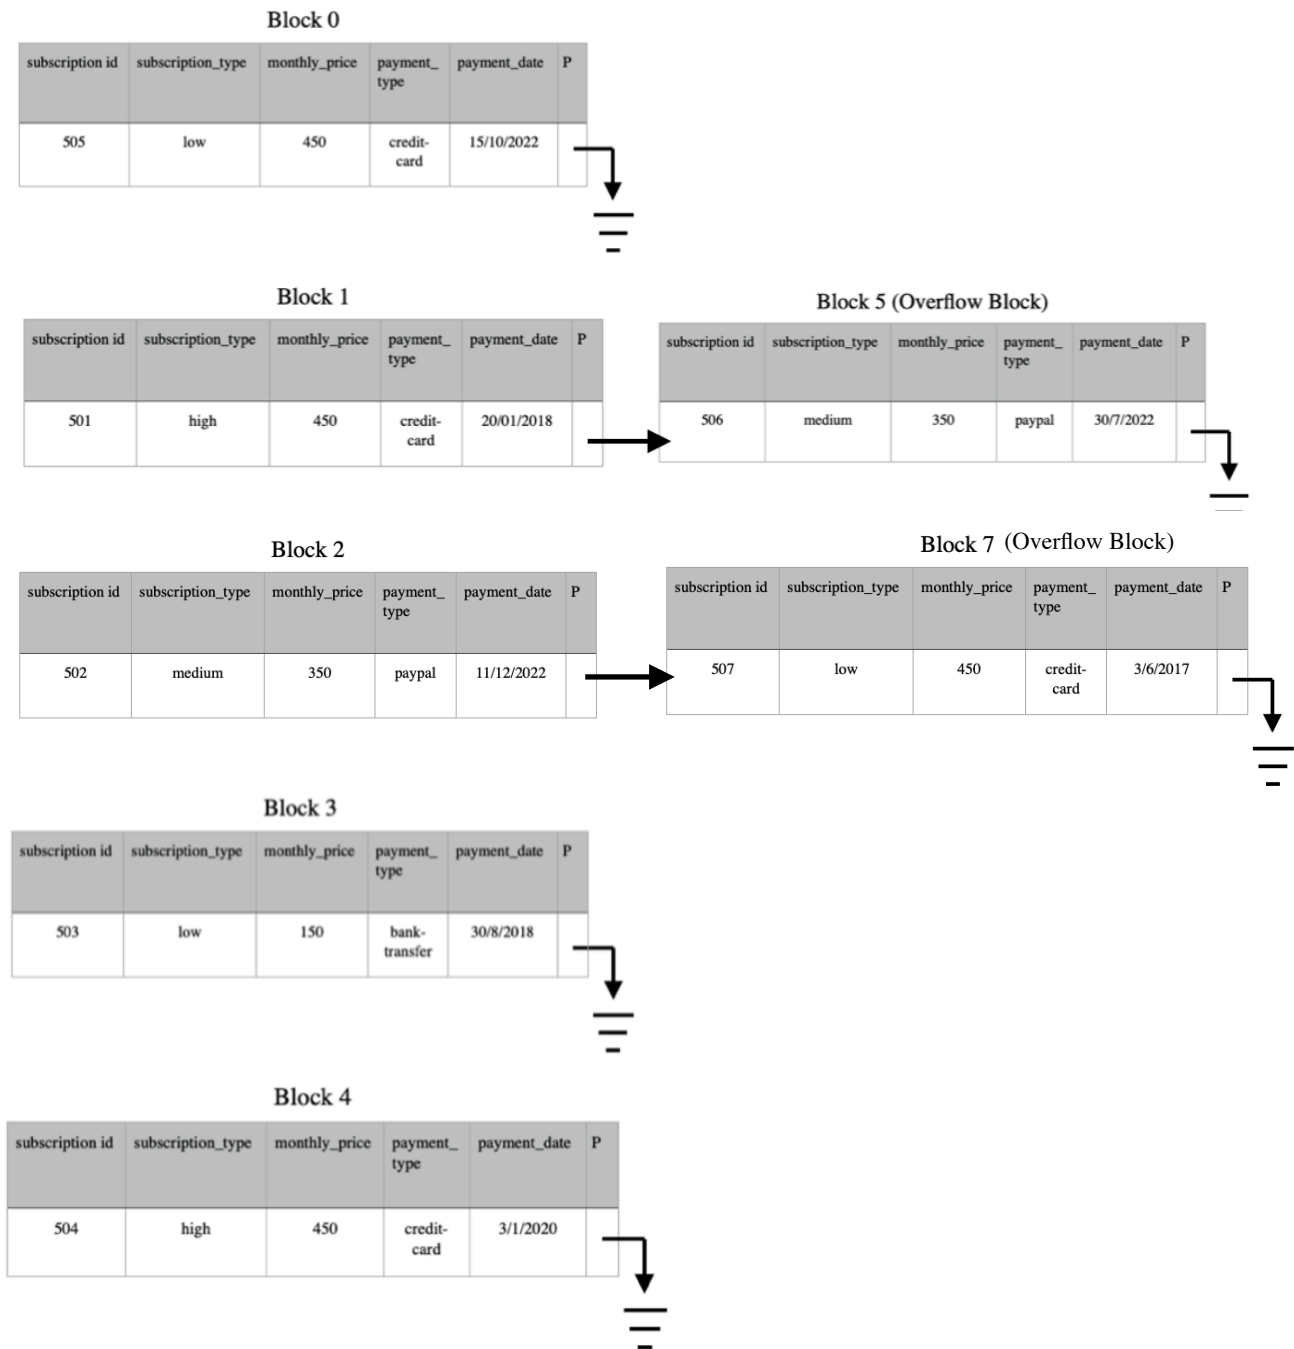 Block 0
subscription id subscription_type monthly_price payment_ payment_date P
type
505 low 450 credit- 15/10/2022
card
Block 1
subscription id subscription_type monthly_price payment_ payment_date P
type
501 high 450 credit- 20/01/2018
card
Block 5 (Overflow Block)
subscription id subscription_type monthly_price payment_ payment_date P
type
506 medium 350 paypal 30/7/2022
Block 2
subscription id subscription_type monthly_price payment_ payment_date P
type
502 medium 350 paypal 11/12/2022
Block 7 (Overflow Block)
subscription id subscription_type monthly_price payment_ payment_date P
type
507 low 450 credit- 3/6/2017
card
Block 3
subscription id subscription_type monthly_price payment_ payment_date P
type
503 low 150 bank- 30/8/2018
transfer
Block 4
subscription id subscription_type monthly_price payment_ payment_date P
type
504 high 450 credit- 3/1/2020
card